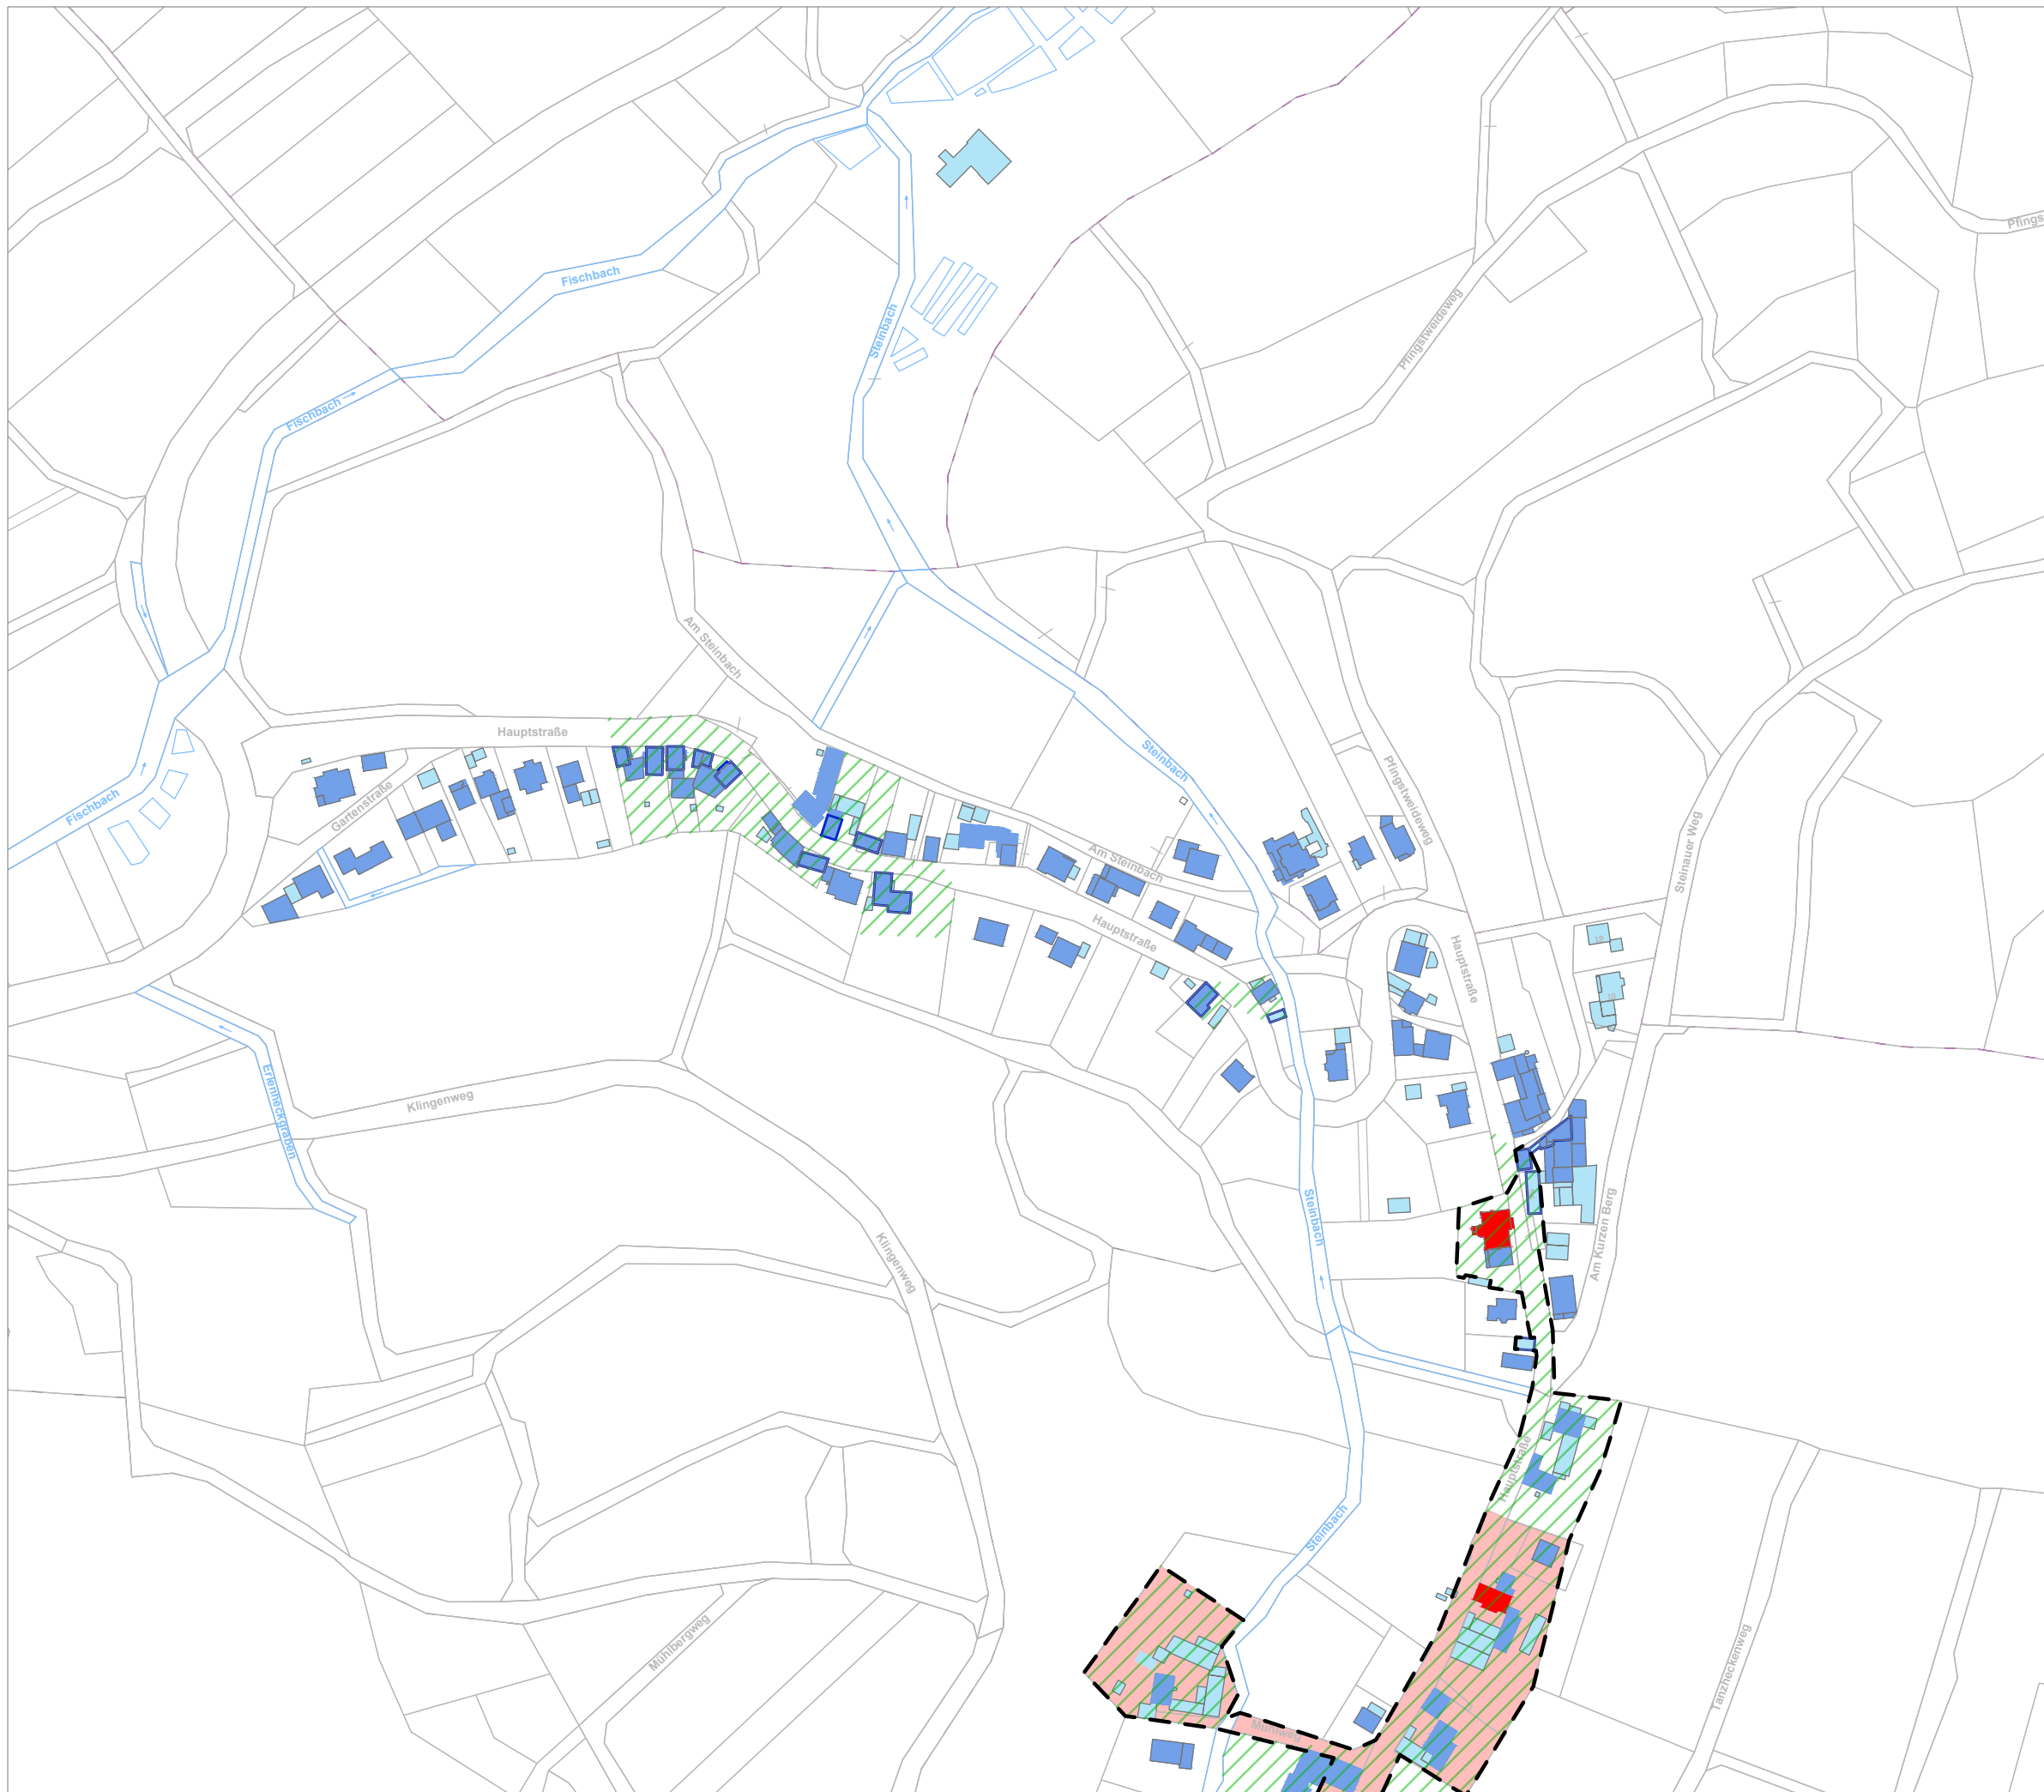 Pfings
Fischbach
Steinbach
Pfingstweideweg
Fischbach
Am Steinbach
Hauptstraße
Steinbach
Pfingstweideweg
Fischbach
Gartenstraße
Am Steinbach
Steinauer Weg
Hauptstraße
Hauptstraße
Klingenweg
Erlenheckgraben
Steinbach
Am Kurzen Berg
Klingenweg
Hauptstraße
Steinbach
Mühlbergweg
Tanzheckenweg
Mühlweg